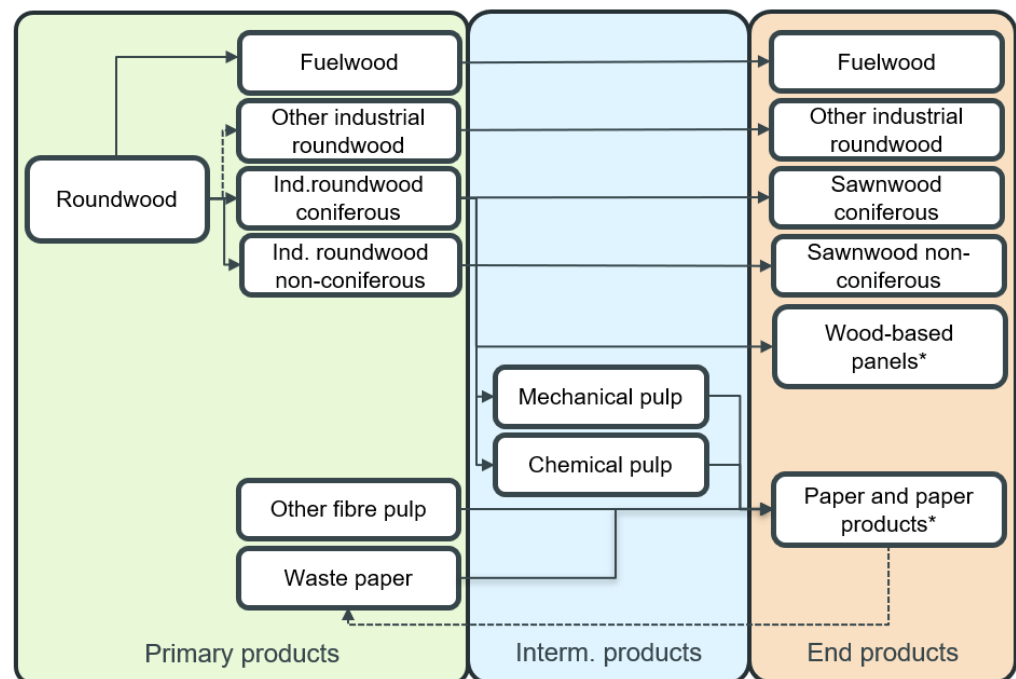 Fuelwood
Fuelwood
Other industrial
roundwood
Other industrial
roundwood
Roundwood
Ind.roundwood
coniferous
Sawnwood
coniferous
Ind. roundwood
non-coniferous
Sawnwood non-
coniferous
Wood-based
panels*
Mechanical pulp
Chemical pulp
Other fibre pulp
Paper and paper
products*
Waste paper
Primary products
Interm. products
End products